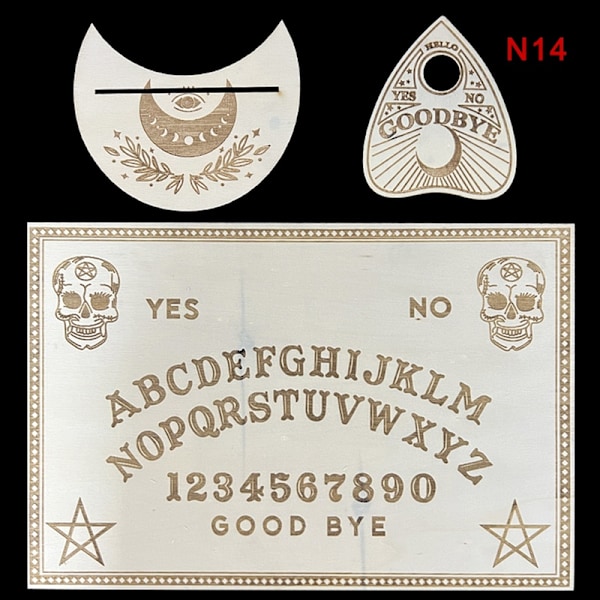 N14
HELLO
YES NO
GOODBYE
YES NO
ABCDEFGHIJKLM
NOPQRSTUVWXYZ
1234567890
GOOD BYE